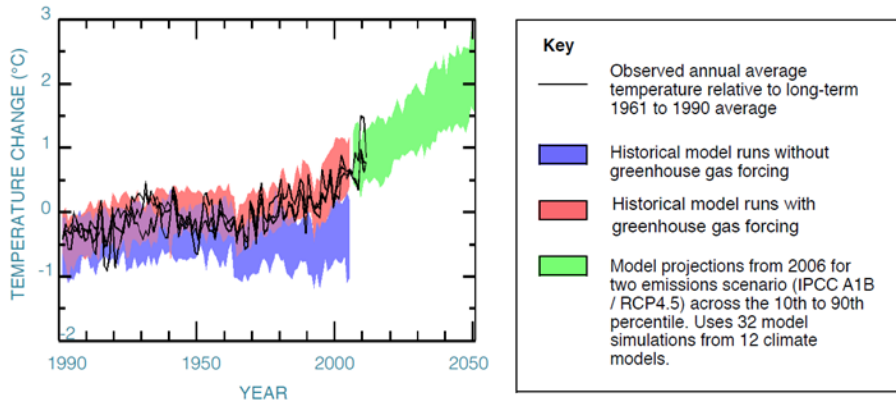 TEMPERATURE CHANGE (°C)
3
2
1
0
-1
-2
1990
1950
2000
2050
YEAR
Key
Observed annual average
temperature relative to long-term
1961 to 1990 average
Historical model runs without
greenhouse gas forcing
Historical model runs with
greenhouse gas forcing
Model projections from 2006 for
two emissions scenario (IPCC A1B
/ RCP4.5) across the 10th to 90th
percentile. Uses 32 model
simulations from 12 climate
models.